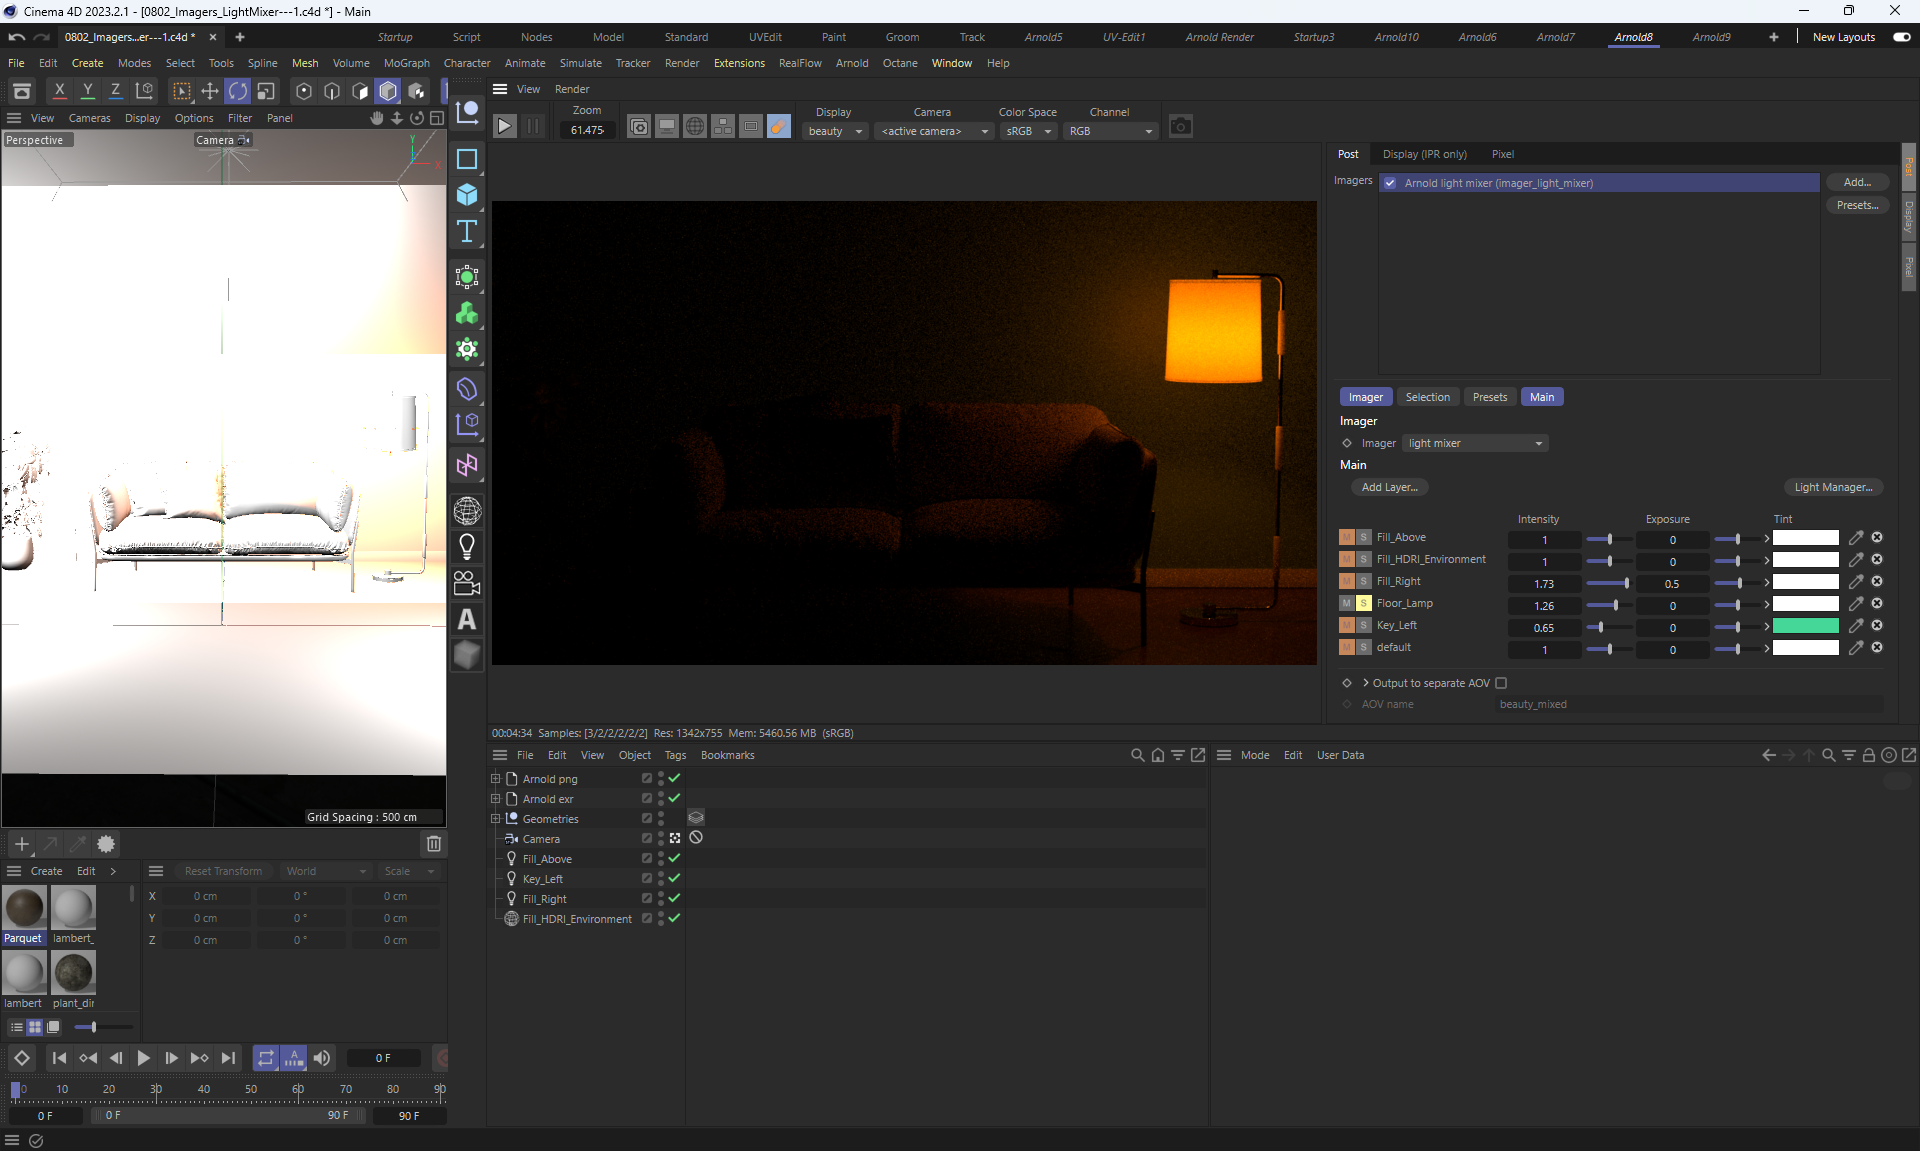 Cinema 4D 2023.2.1 - [0802_Imagers_LightMixer---1.c4d *] - Main
0802_Imagers...er---1.c4d * Startup Script Nodes Model Standard UVEdit Paint Groom Track Arnold5 UV-Edit1 Arnold Render Startup3 Arnold10 Arnold6 Arnold7 Arnold8 Arnold9 New Layouts
File Edit Create Modes Select Tools Spline Mesh Volume MoGraph Character Animate Simulate Tracker Render Extensions RealFlow Arnold Octane Window Help
X Y Z
View Render
View Cameras Display Options Filter Panel
Zoom Display Camera Color Space Channel
61.475 beauty <active camera> sRGB RGB
Perspective Camera
Y
X
Post Display (IPR only) Pixel
Imagers Arnold light mixer (imager_light_mixer) Add...
Presets...
Post
Display
Pixel
Imager Selection Presets Main
Imager
Imager light mixer
Main
Add Layer... Light Manager...
Intensity Exposure Tint
M S Fill_Above 1 0
M S Fill_HDRI_Environment 1 0
M S Fill_Right 1.73 0.5
M S Floor_Lamp 1.26 0
M S Key_Left 0.65 0
M S default 1 0
Output to separate AOV
AOV name beauty_mixed
00:04:34 Samples: [3/2/2/2/2/2] Res: 1342x755 Mem: 5460.56 MB (sRGB)
File Edit View Object Tags Bookmarks
Mode Edit User Data
Arnold png
Arnold exr
Geometries
Camera
Fill_Above
Key_Left
Fill_Right
Fill_HDRI_Environment
Grid Spacing : 500 cm
Create Edit
Reset Transform World Scale
X 0 cm 0 ° 0 cm
Y 0 cm 0 ° 0 cm
Z 0 cm 0 ° 0 cm
Parquet lambert_
lambert plant_dir
0 F
0 10 20 30 40 50 60 70 80 90
0 F 0 F 90 F 90 F